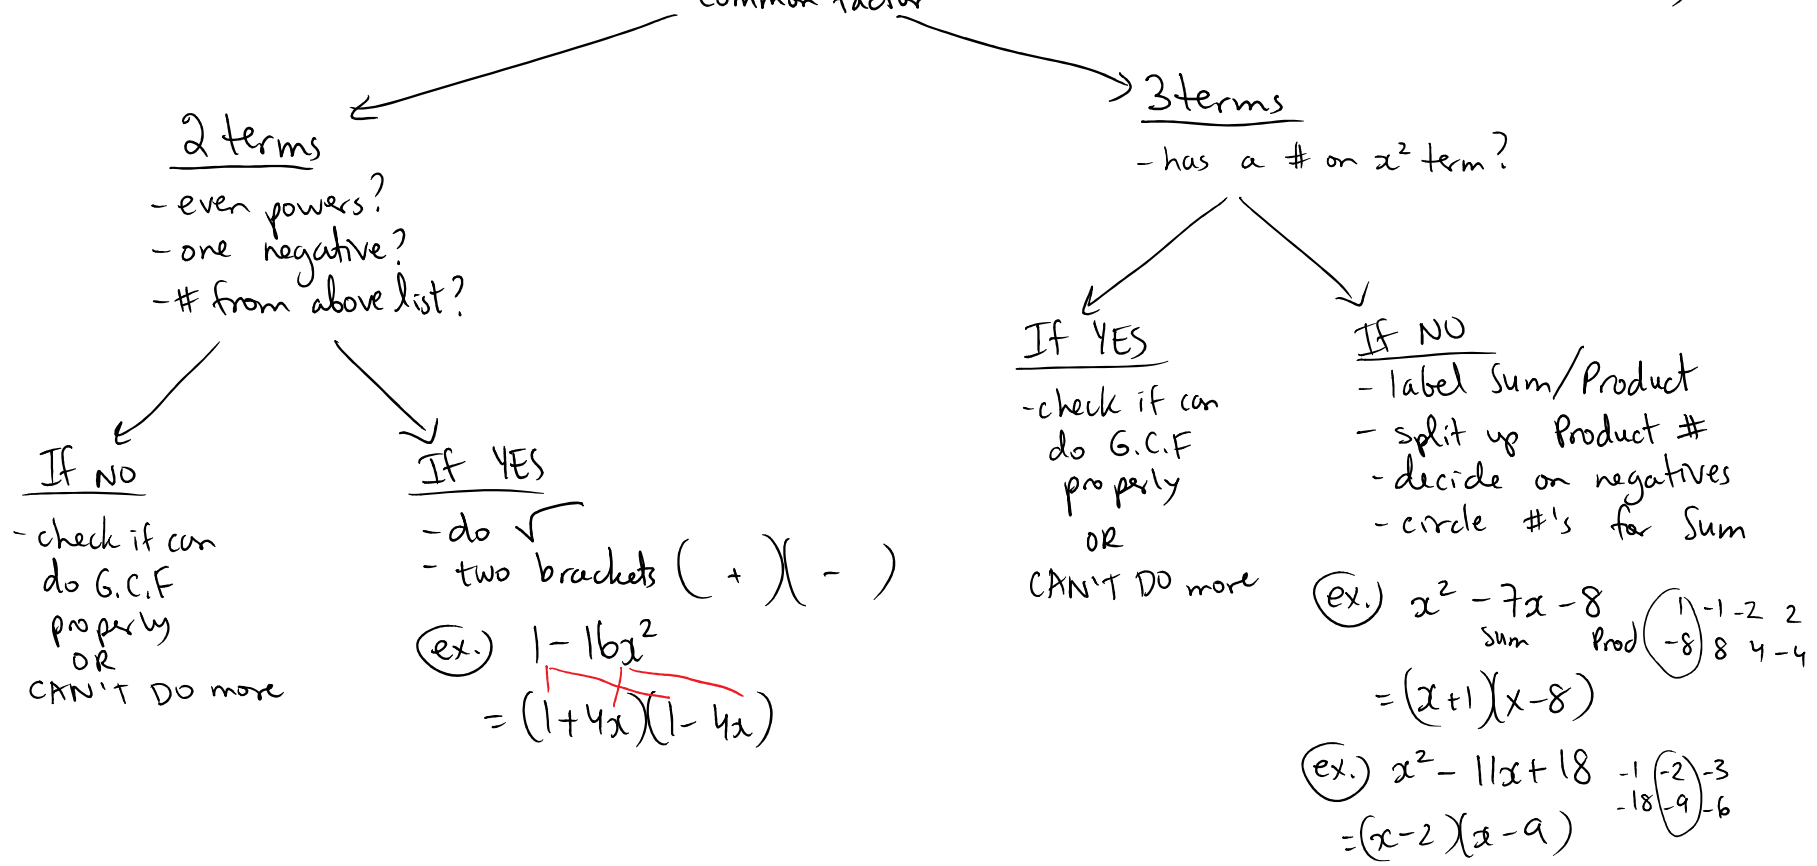 common factor
2 terms
- even powers?
- one negative?
- # from above list?
If NO
- check if can
do G.C.F
properly
OR
CAN'T DO more
If YES
- do √
- two brackets ( + )( - )
ex.) 1 - 16x²
= (1+4x)(1-4x)
3 terms
- has a # on x² term?
If YES
- check if can
do G.C.F
properly
OR
CAN'T DO more
If NO
- label Sum/Product
- split up Product #
- decide on negatives
- circle #'s for Sum
ex.) x² - 7x - 8 1 -1 -2 2
Sum Prod -8 8 4 -4
= (x+1)(x-8)
ex.) x² - 11x + 18 -1 -2 -3
-18 -9 -6
= (x-2)(x-9)